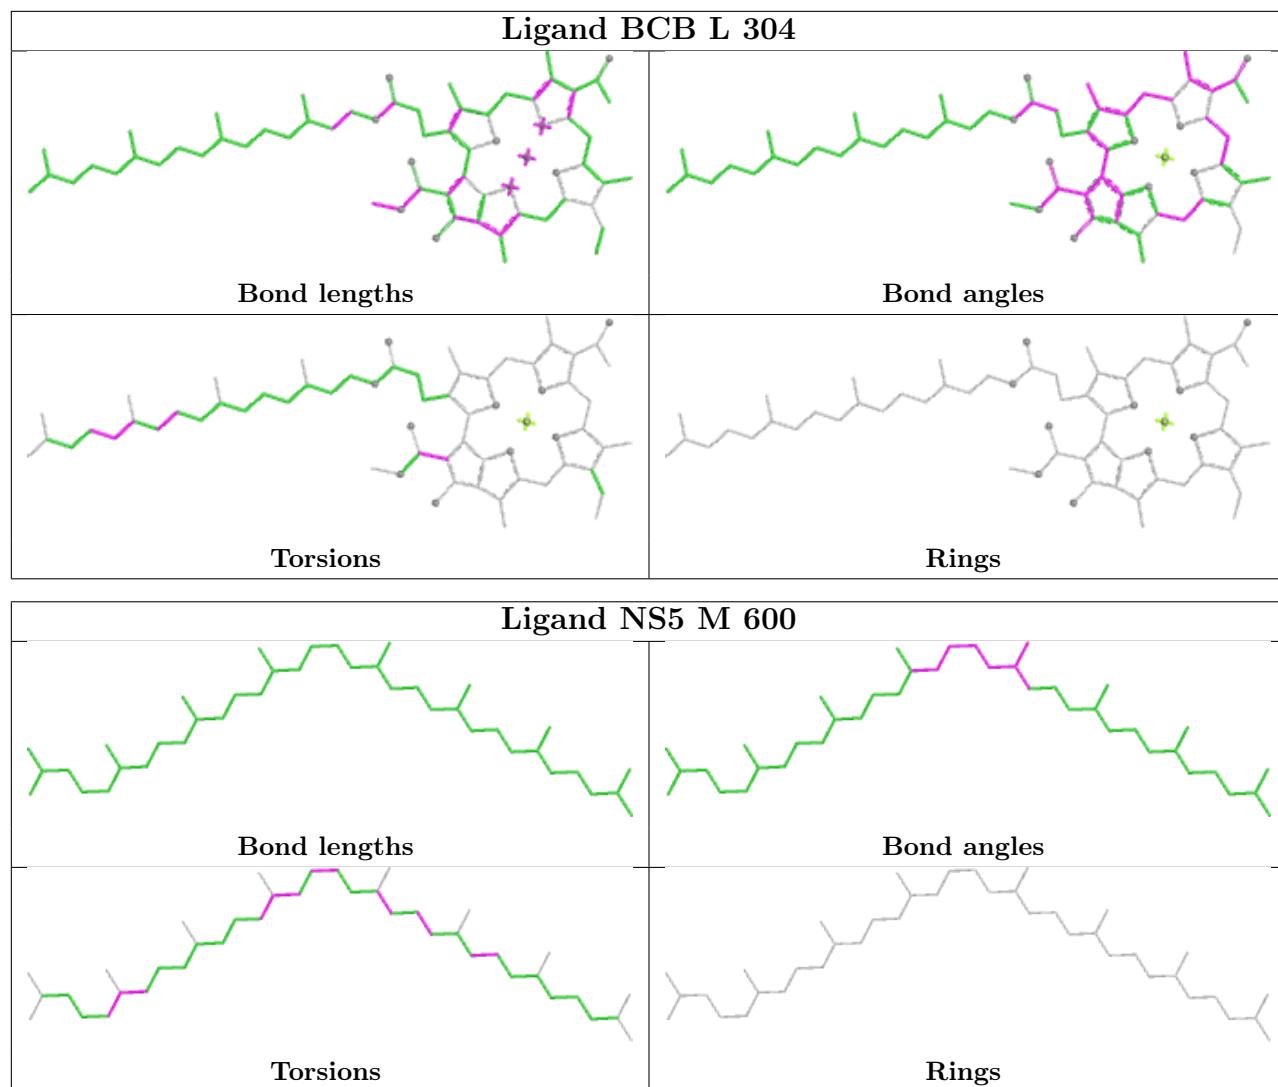 Ligand BCB L 304
Bond lengths
Bond angles
Torsions
Rings
Ligand NS5 M 600
Bond lengths
Bond angles
Torsions
Rings